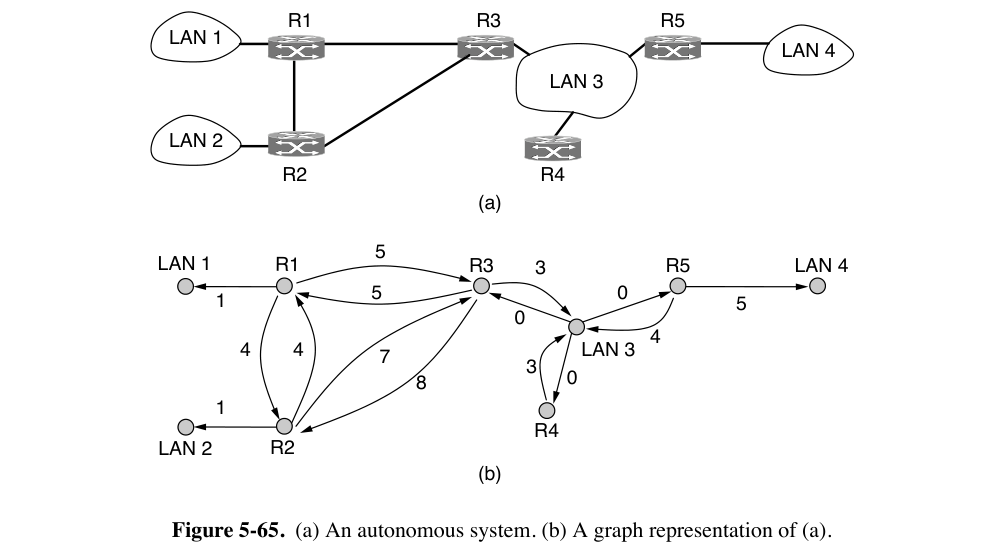 R1 R3 R5
LAN 1 LAN 4
LAN 3
LAN 2
R2 R4
(a)
5
LAN 1 R1 R3 3 R5 LAN 4
1 5 0 0 5
4 4 7 LAN 3 4
8 3 0
1
LAN 2 R2 R4
(b)
Figure 5-65. (a) An autonomous system. (b) A graph representation of (a).